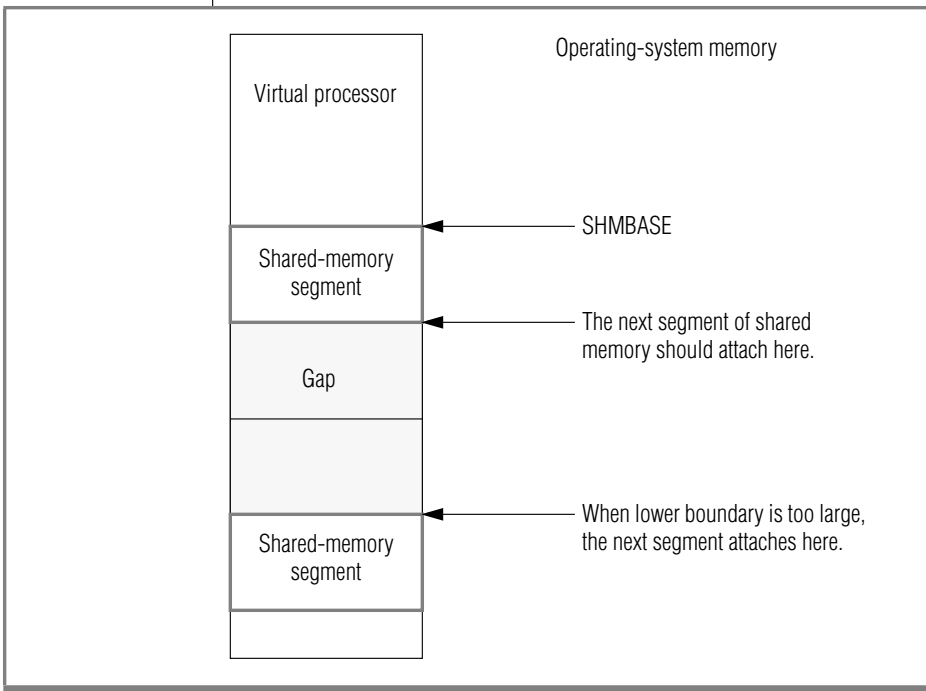 Operating-system memory
Virtual processor
SHMBASE
Shared-memory
segment
The next segment of shared
memory should attach here.
Gap
When lower boundary is too large,
the next segment attaches here.
Shared-memory
segment